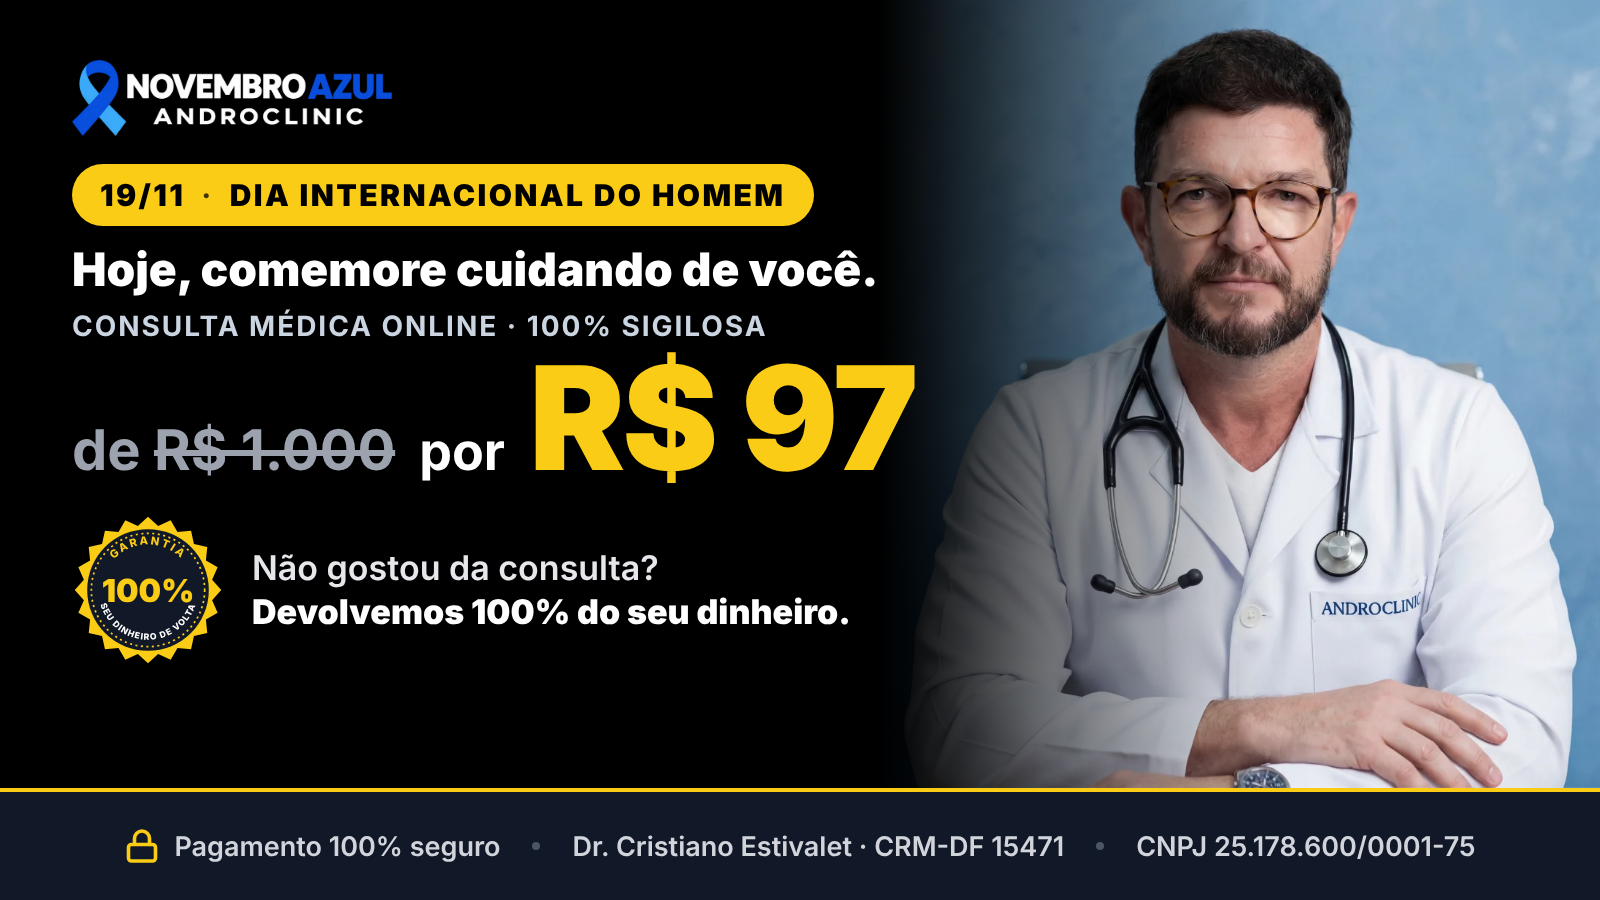 NOVEMBRO AZUL
ANDROCLINIC
19/11 · DIA INTERNACIONAL DO HOMEM
Hoje, comemore cuidando de você.
CONSULTA MÉDICA ONLINE · 100% SIGILOSA
de R$ 1.000 por R$ 97
GARANTIA
100%
SEU DINHEIRO DE VOLTA
Não gostou da consulta?
Devolvemos 100% do seu dinheiro.
ANDROCLINIC
Pagamento 100% seguro • Dr. Cristiano Estivalet · CRM-DF 15471 • CNPJ 25.178.600/0001-75